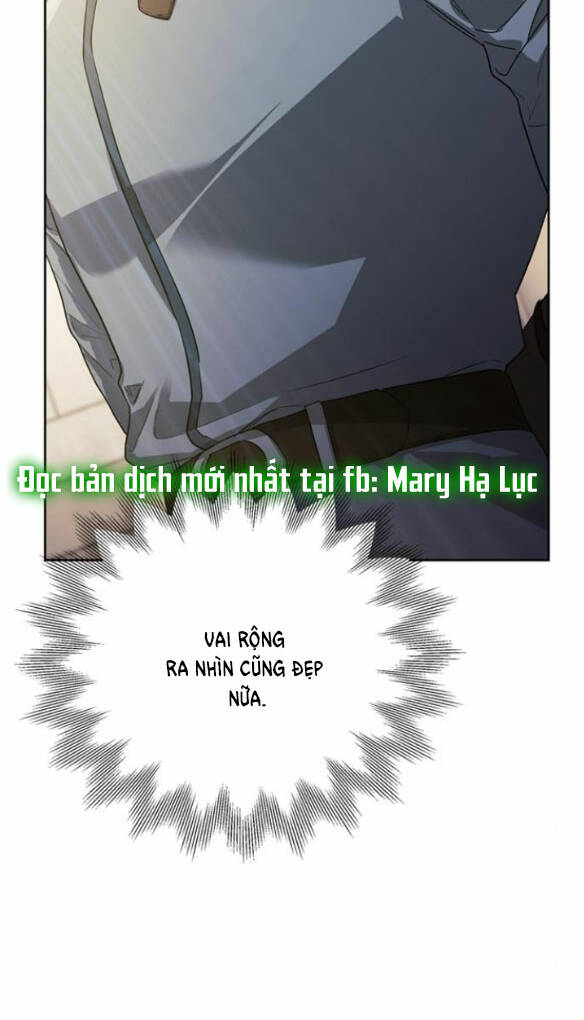 Đọc bản dịch mới nhất tại fb: Mary Hạ Lục
VAI RỘNG
RA NHÌN CŨNG ĐẸP
NỮA.